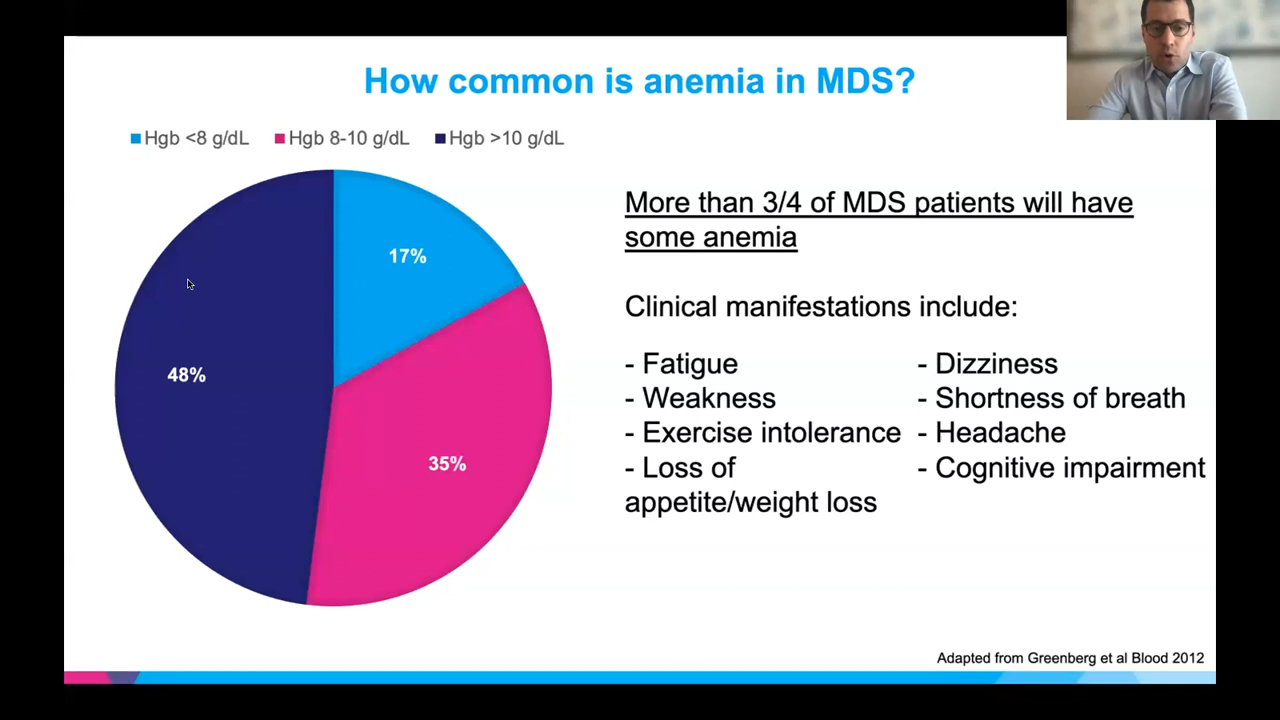 How common is anemia in MDS?
Hgb <8 g/dL Hgb 8-10 g/dL Hgb >10 g/dL
17%
48%
35%
More than 3/4 of MDS patients will have
some anemia
Clinical manifestations include:
- Fatigue
- Weakness
- Exercise intolerance
- Loss of
appetite/weight loss
- Dizziness
- Shortness of breath
- Headache
- Cognitive impairment
Adapted from Greenberg et al Blood 2012